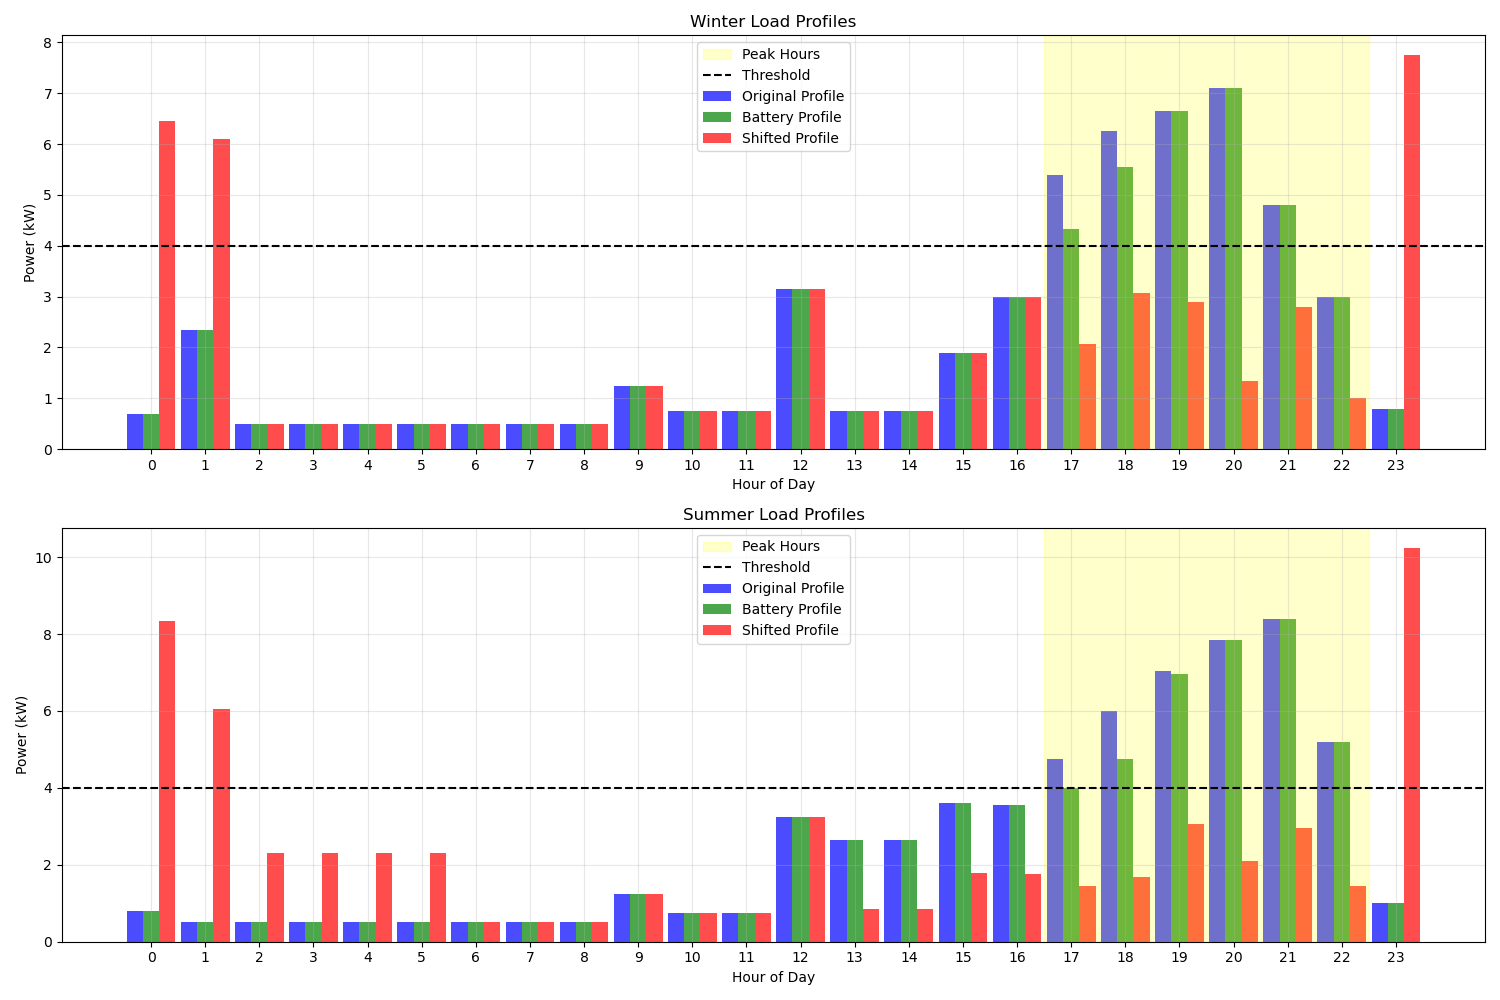 Winter Load Profiles
8
7
6
5
4
3
2
1
0
Power (kW)
Peak Hours
Threshold
Original Profile
Battery Profile
Shifted Profile
0 1 2 3 4 5 6 7 8 9 10 11 12 13 14 15 16 17 18 19 20 21 22 23
Hour of Day
Summer Load Profiles
10
8
6
4
2
0
Power (kW)
Peak Hours
Threshold
Original Profile
Battery Profile
Shifted Profile
0 1 2 3 4 5 6 7 8 9 10 11 12 13 14 15 16 17 18 19 20 21 22 23
Hour of Day